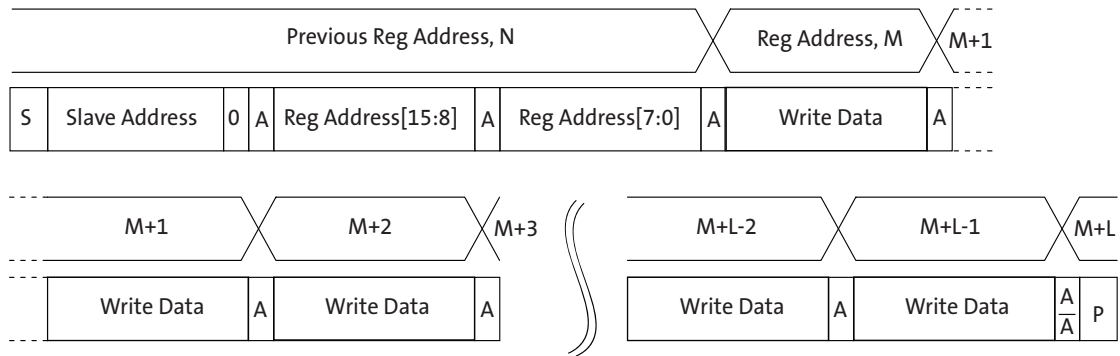 Previous Reg Address, N Reg Address, M M+1
S Slave Address 0 A Reg Address[15:8] A Reg Address[7:0] A Write Data A
M+1 M+2 M+3 M+L-2 M+L-1 M+L
Write Data A Write Data A Write Data A Write Data A/A̅ P